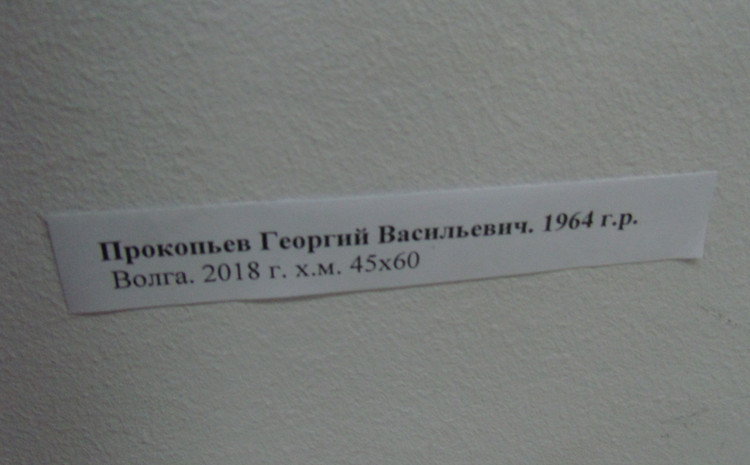 Прокопьев Георгий Васильевич. 1964 г.р.
Волга. 2018 г. х.м. 45х60